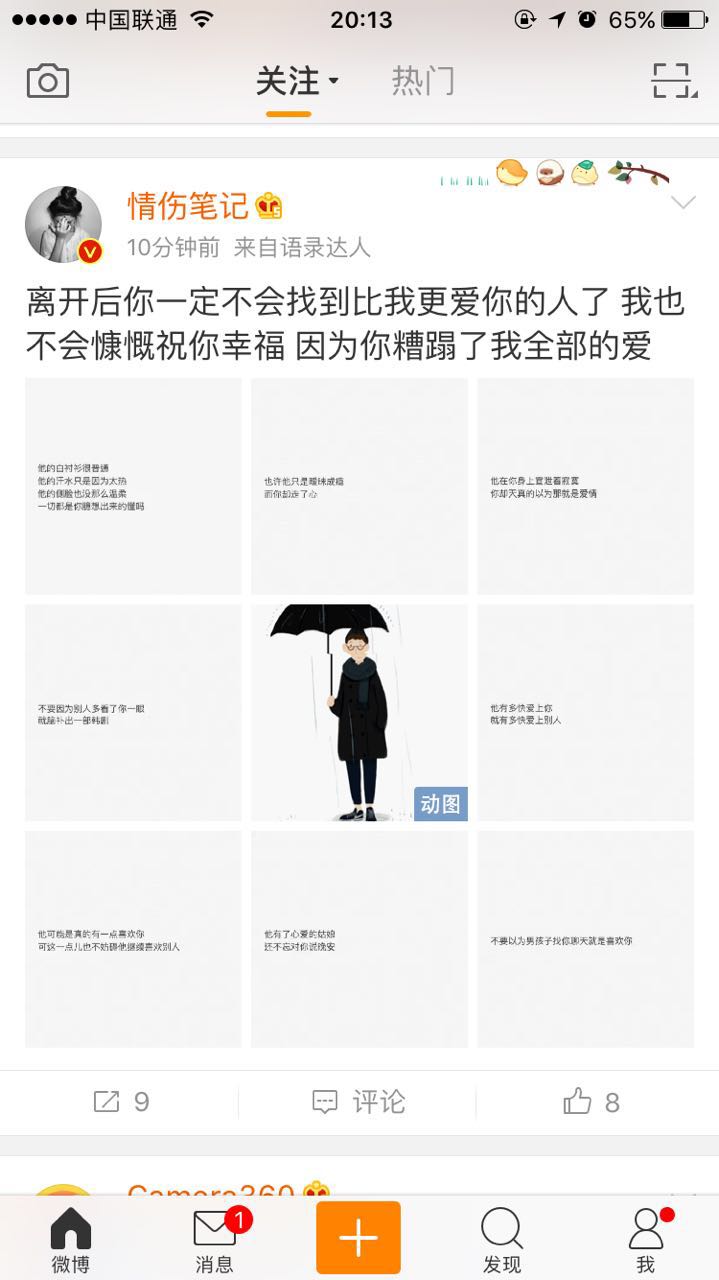 中国联通
20:13
65%
关注
热门
情伤笔记
10分钟前 来自语录达人
离开后你一定不会找到比我更爱你的人了 我也
不会慷慨祝你幸福 因为你糟蹋了我全部的爱
他的白衬衫很普通
他的汗水只是因为太热
他的侧脸也没那么温柔
一切都是你臆想出来的懂吗
也许他只是暧昧成瘾
而你却走了心
他在你身上宣泄着寂寞
你却天真的以为那就是爱情
不要因为别人多看了你一眼
就脑补出一部韩剧
动图
他有多快爱上你
就有多快爱上别人
他可能是真的有一点喜欢你
可这一点儿也不妨碍他继续喜欢别人
他有了心爱的姑娘
还不忘对你说晚安
不要以为男孩子找你聊天就是喜欢你
9
评论
8
Camera360
微博
1
消息
发现
我